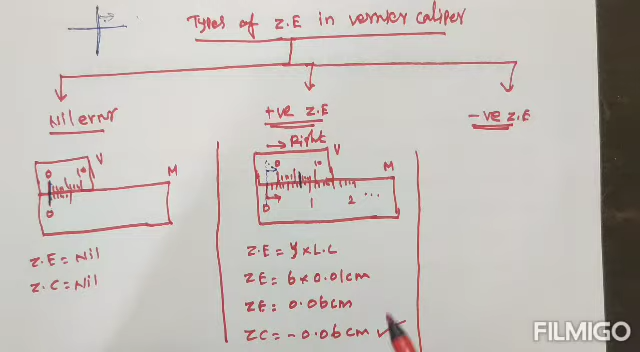 Types of Z.E in vernier caliper
Nil error
+ve Z.E
-ve Z.E
→ Right
V
0 10
M
0
Z.E = Nil
Z.C = Nil
V
0 10
M
0 1 2 ...
Z.E = y × L.C
ZE = 6 × 0.01cm
ZE = 0.06cm
ZC = -0.06cm ✓
FILMIGO